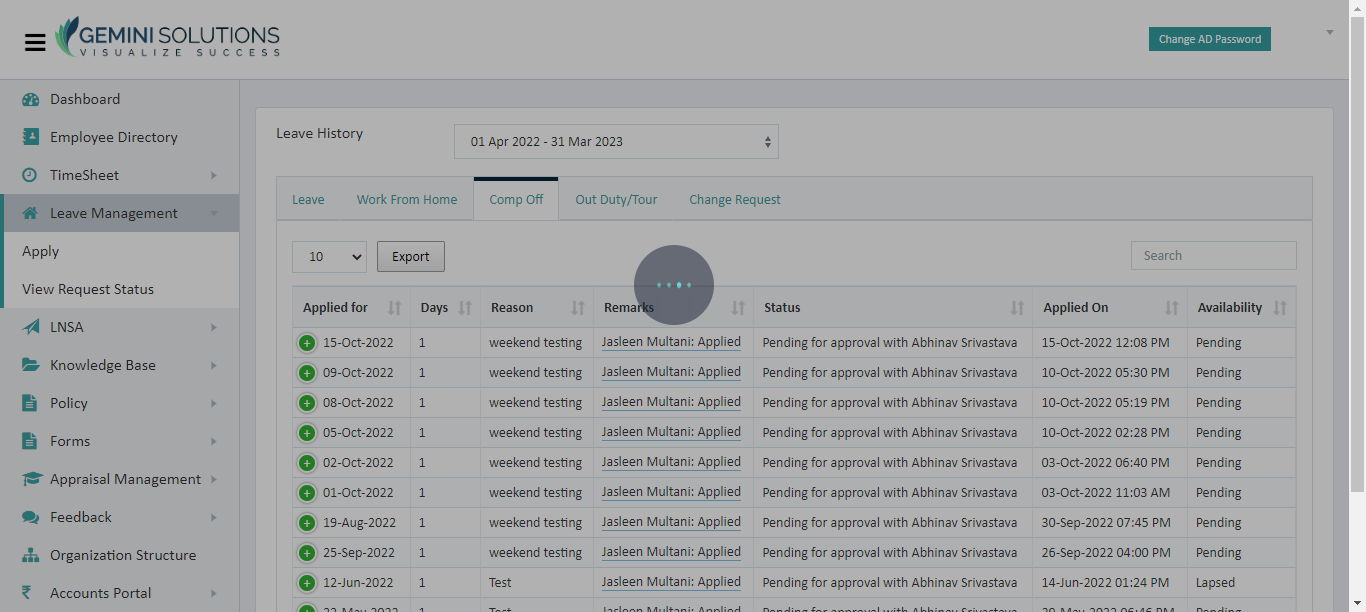 GEMINI SOLUTIONS
VISUALIZE SUCCESS
Change AD Password
Dashboard
Employee Directory
TimeSheet
Leave Management
Apply
View Request Status
LNSA
Knowledge Base
Policy
Forms
Appraisal Management
Feedback
Organization Structure
Accounts Portal
Leave History
01 Apr 2022 - 31 Mar 2023
Leave Work From Home Comp Off Out Duty/Tour Change Request
10 Export Search
Applied for Days Reason Remarks Status Applied On Availability
15-Oct-2022 1 weekend testing Jasleen Multani: Applied Pending for approval with Abhinav Srivastava 15-Oct-2022 12:08 PM Pending
09-Oct-2022 1 weekend testing Jasleen Multani: Applied Pending for approval with Abhinav Srivastava 10-Oct-2022 05:30 PM Pending
08-Oct-2022 1 weekend testing Jasleen Multani: Applied Pending for approval with Abhinav Srivastava 10-Oct-2022 05:19 PM Pending
05-Oct-2022 1 weekend testing Jasleen Multani: Applied Pending for approval with Abhinav Srivastava 10-Oct-2022 02:28 PM Pending
02-Oct-2022 1 weekend testing Jasleen Multani: Applied Pending for approval with Abhinav Srivastava 03-Oct-2022 06:40 PM Pending
01-Oct-2022 1 weekend testing Jasleen Multani: Applied Pending for approval with Abhinav Srivastava 03-Oct-2022 11:03 AM Pending
19-Aug-2022 1 weekend testing Jasleen Multani: Applied Pending for approval with Abhinav Srivastava 30-Sep-2022 07:45 PM Pending
25-Sep-2022 1 weekend testing Jasleen Multani: Applied Pending for approval with Abhinav Srivastava 26-Sep-2022 04:00 PM Pending
12-Jun-2022 1 Test Jasleen Multani: Applied Pending for approval with Abhinav Srivastava 14-Jun-2022 01:24 PM Lapsed